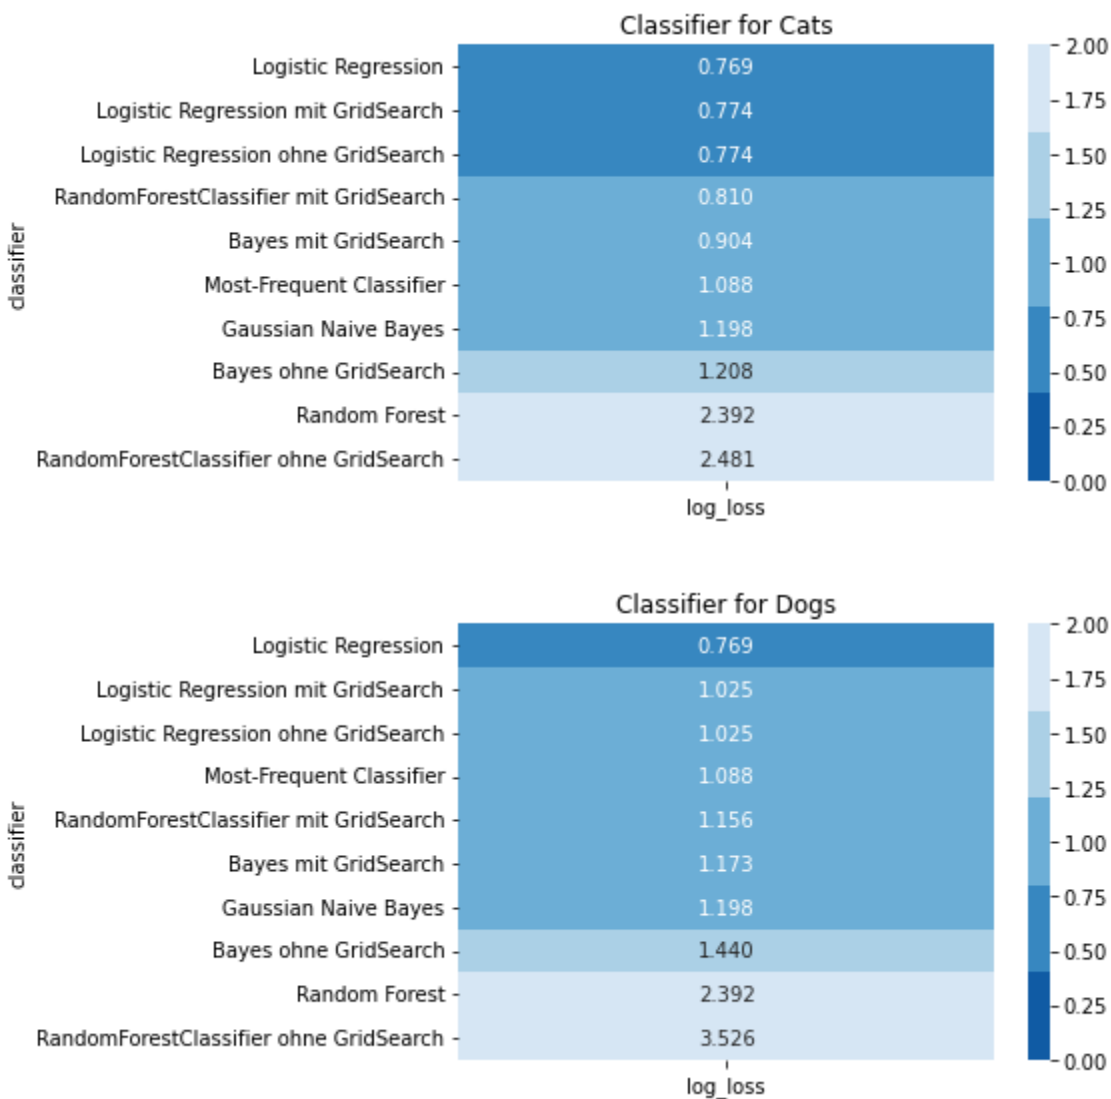 Classifier for Cats
classifier
Logistic Regression 0.769
Logistic Regression mit GridSearch 0.774
Logistic Regression ohne GridSearch 0.774
RandomForestClassifier mit GridSearch 0.810
Bayes mit GridSearch 0.904
Most-Frequent Classifier 1.088
Gaussian Naive Bayes 1.198
Bayes ohne GridSearch 1.208
Random Forest 2.392
RandomForestClassifier ohne GridSearch 2.481
log_loss
2.00
1.75
1.50
1.25
1.00
0.75
0.50
0.25
0.00
Classifier for Dogs
classifier
Logistic Regression 0.769
Logistic Regression mit GridSearch 1.025
Logistic Regression ohne GridSearch 1.025
Most-Frequent Classifier 1.088
RandomForestClassifier mit GridSearch 1.156
Bayes mit GridSearch 1.173
Gaussian Naive Bayes 1.198
Bayes ohne GridSearch 1.440
Random Forest 2.392
RandomForestClassifier ohne GridSearch 3.526
log_loss
2.00
1.75
1.50
1.25
1.00
0.75
0.50
0.25
0.00